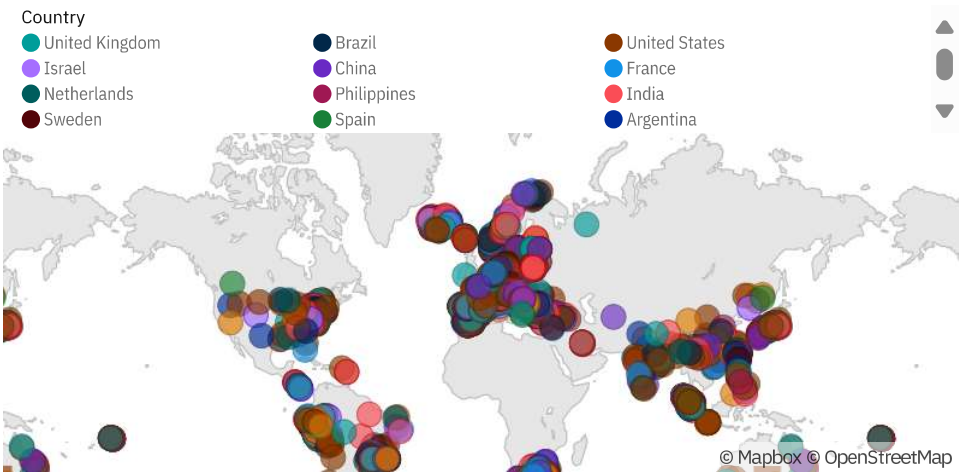 Country
United Kingdom Brazil United States
Israel China France
Netherlands Philippines India
Sweden Spain Argentina
© Mapbox © OpenStreetMap